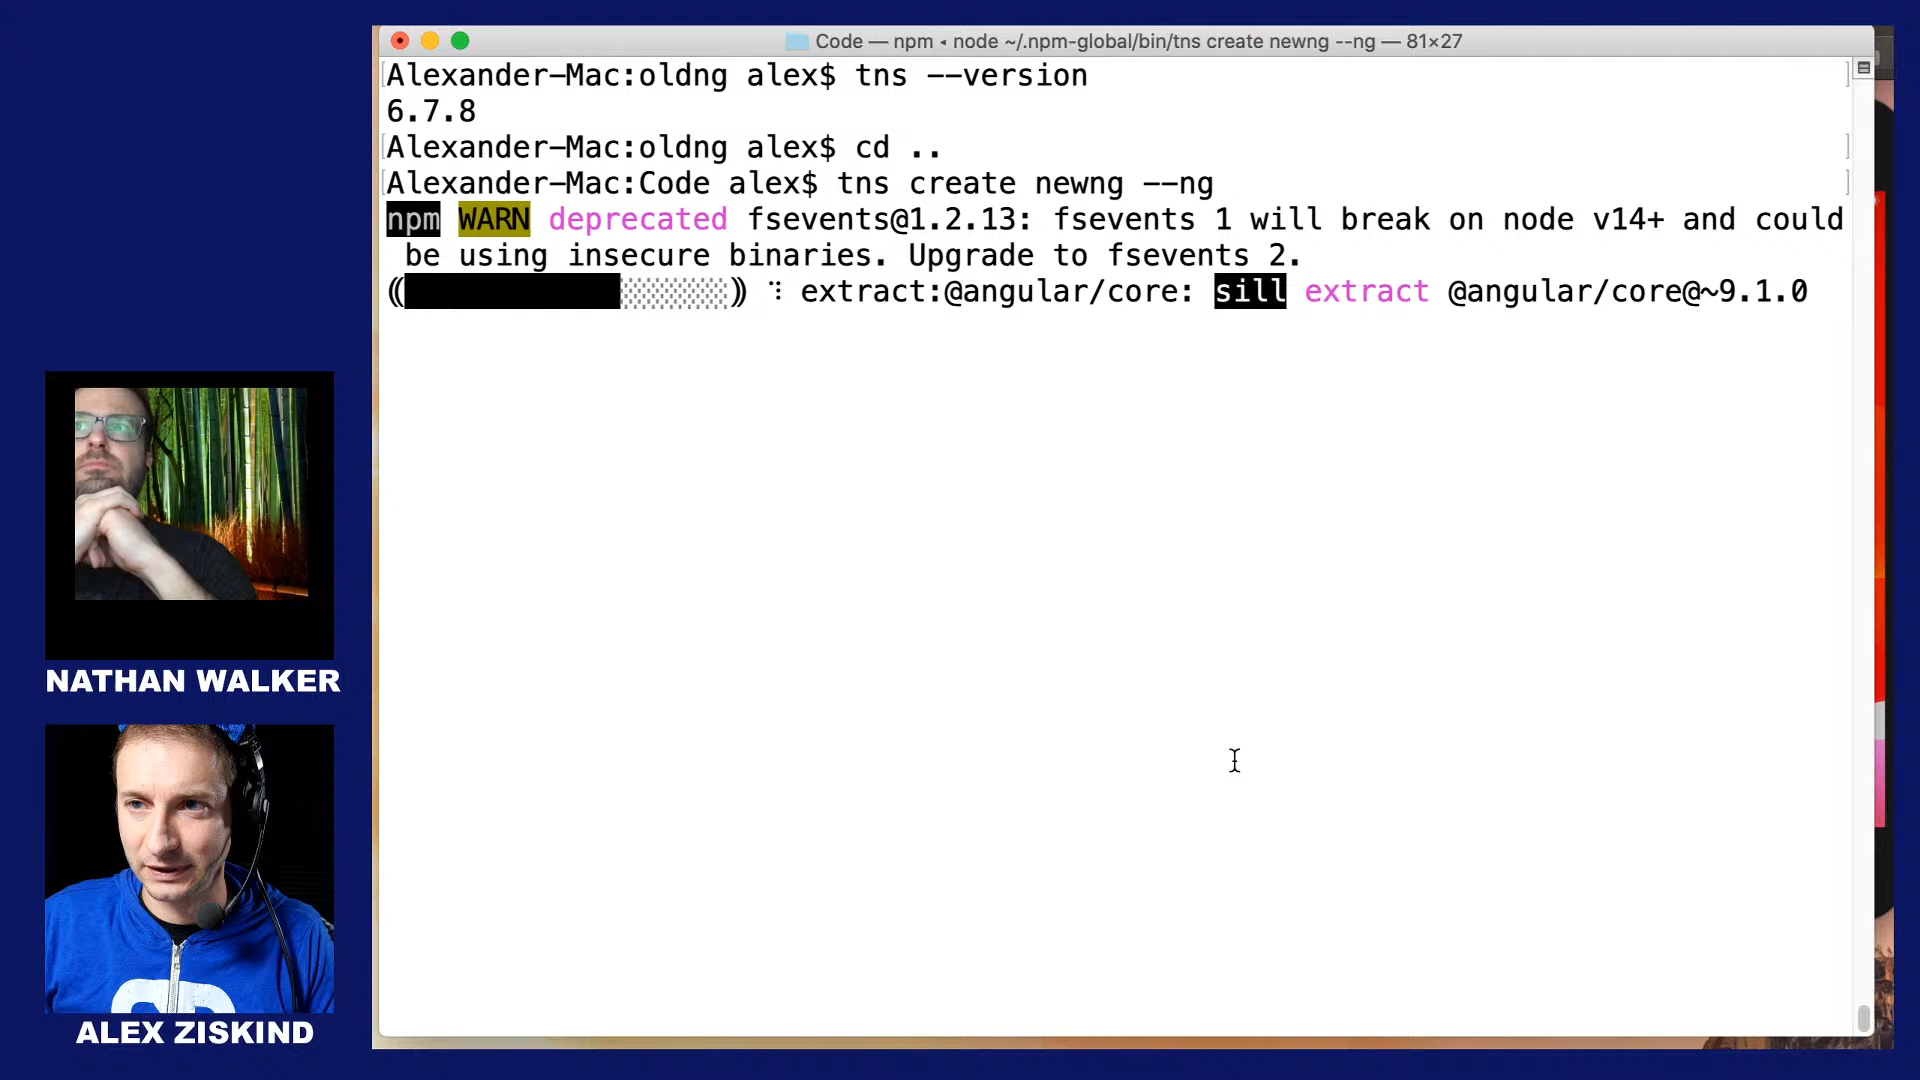 Code — npm ◂ node ~/.npm-global/bin/tns create newng --ng — 81×27
Alexander-Mac:oldng alex$ tns --version
6.7.8
Alexander-Mac:oldng alex$ cd ..
Alexander-Mac:Code alex$ tns create newng --ng
npm WARN deprecated fsevents@1.2.13: fsevents 1 will break on node v14+ and could
be using insecure binaries. Upgrade to fsevents 2.
extract:@angular/core: sill extract @angular/core@~9.1.0
NATHAN WALKER
ALEX ZISKIND